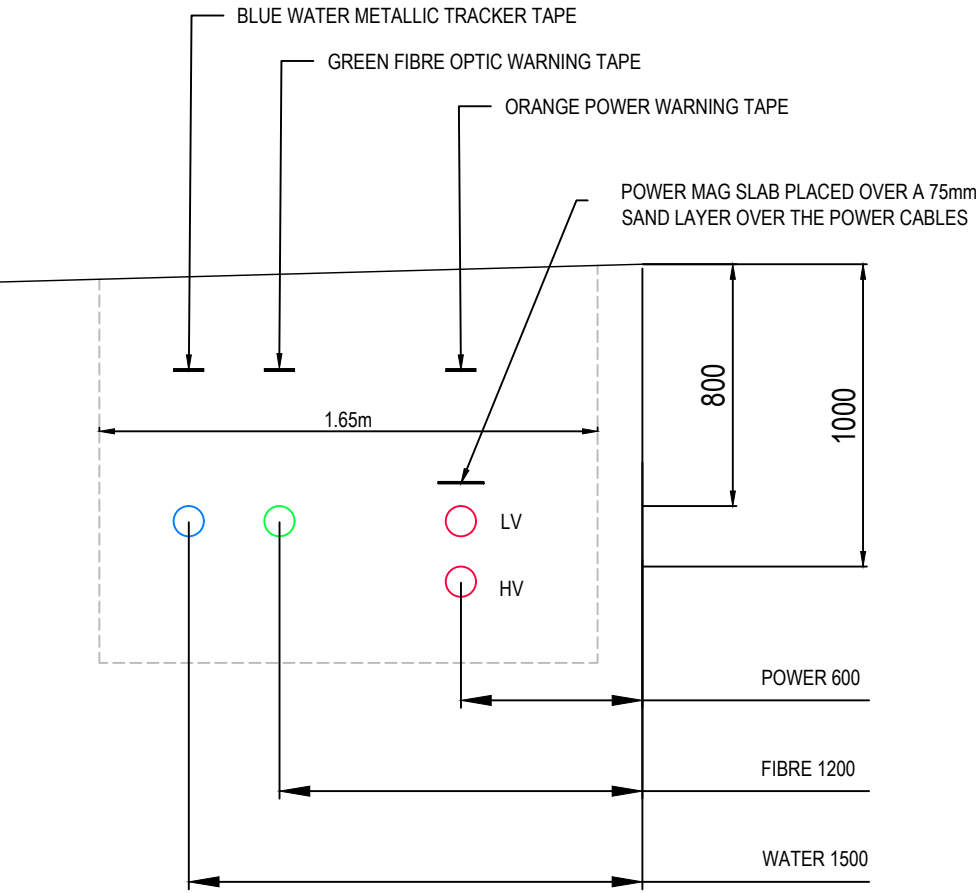 BLUE WATER METALLIC TRACKER TAPE
GREEN FIBRE OPTIC WARNING TAPE
ORANGE POWER WARNING TAPE
POWER MAG SLAB PLACED OVER A 75mm
SAND LAYER OVER THE POWER CABLES
800
1000
1.65m
LV
HV
POWER 600
FIBRE 1200
WATER 1500